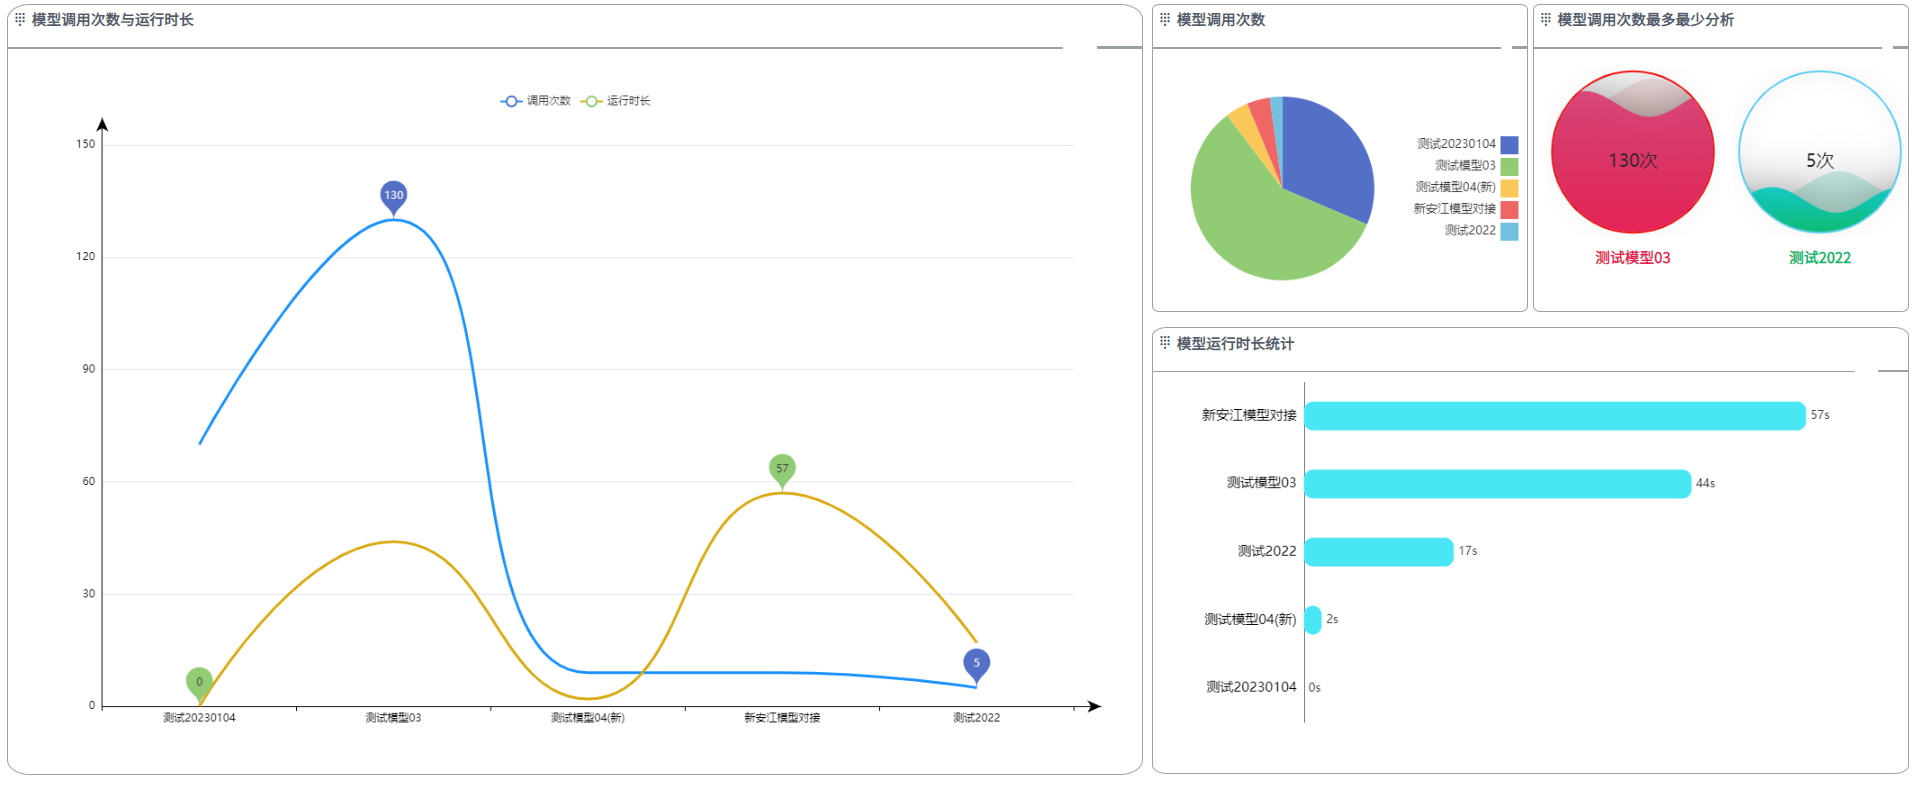 模型调用次数与运行时长
调用次数 运行时长
150
120
90
60
30
0
130
57
0
5
测试20230104 测试模型03 测试模型04(新) 新安江模型对接 测试2022
模型调用次数
测试20230104
测试模型03
测试模型04(新)
新安江模型对接
测试2022
模型调用次数最多最少分析
130次 5次
测试模型03 测试2022
模型运行时长统计
新安江模型对接 57s
测试模型03 44s
测试2022 17s
测试模型04(新) 2s
测试20230104 0s